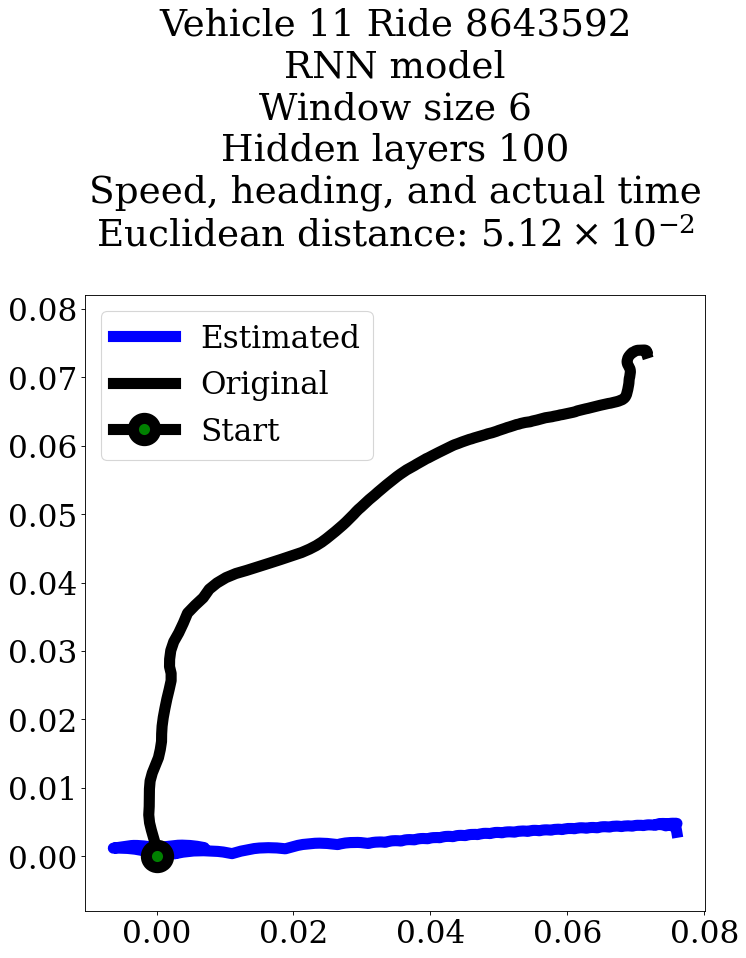 Vehicle 11 Ride 8643592
RNN model
Window size 6
Hidden layers 100
Speed, heading, and actual time
Euclidean distance: 5.12 × 10⁻²
Estimated
Original
Start
0.08
0.07
0.06
0.05
0.04
0.03
0.02
0.01
0.00
0.00 0.02 0.04 0.06 0.08